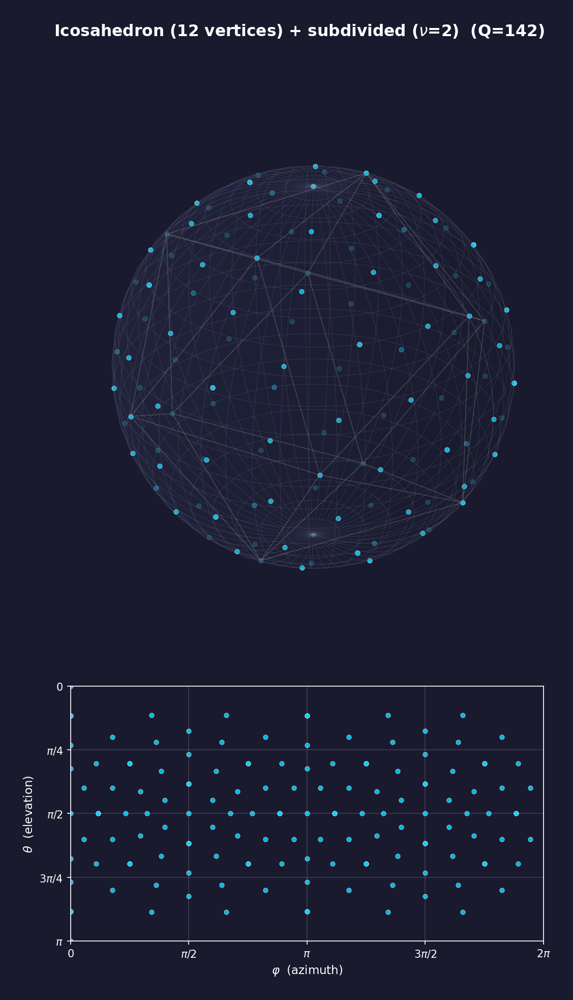 Icosahedron (12 vertices) + subdivided (ν=2)  (Q=142)
0
π/4
π/2
3π/4
π
θ (elevation)
0
π/2
π
3π/2
2π
φ (azimuth)